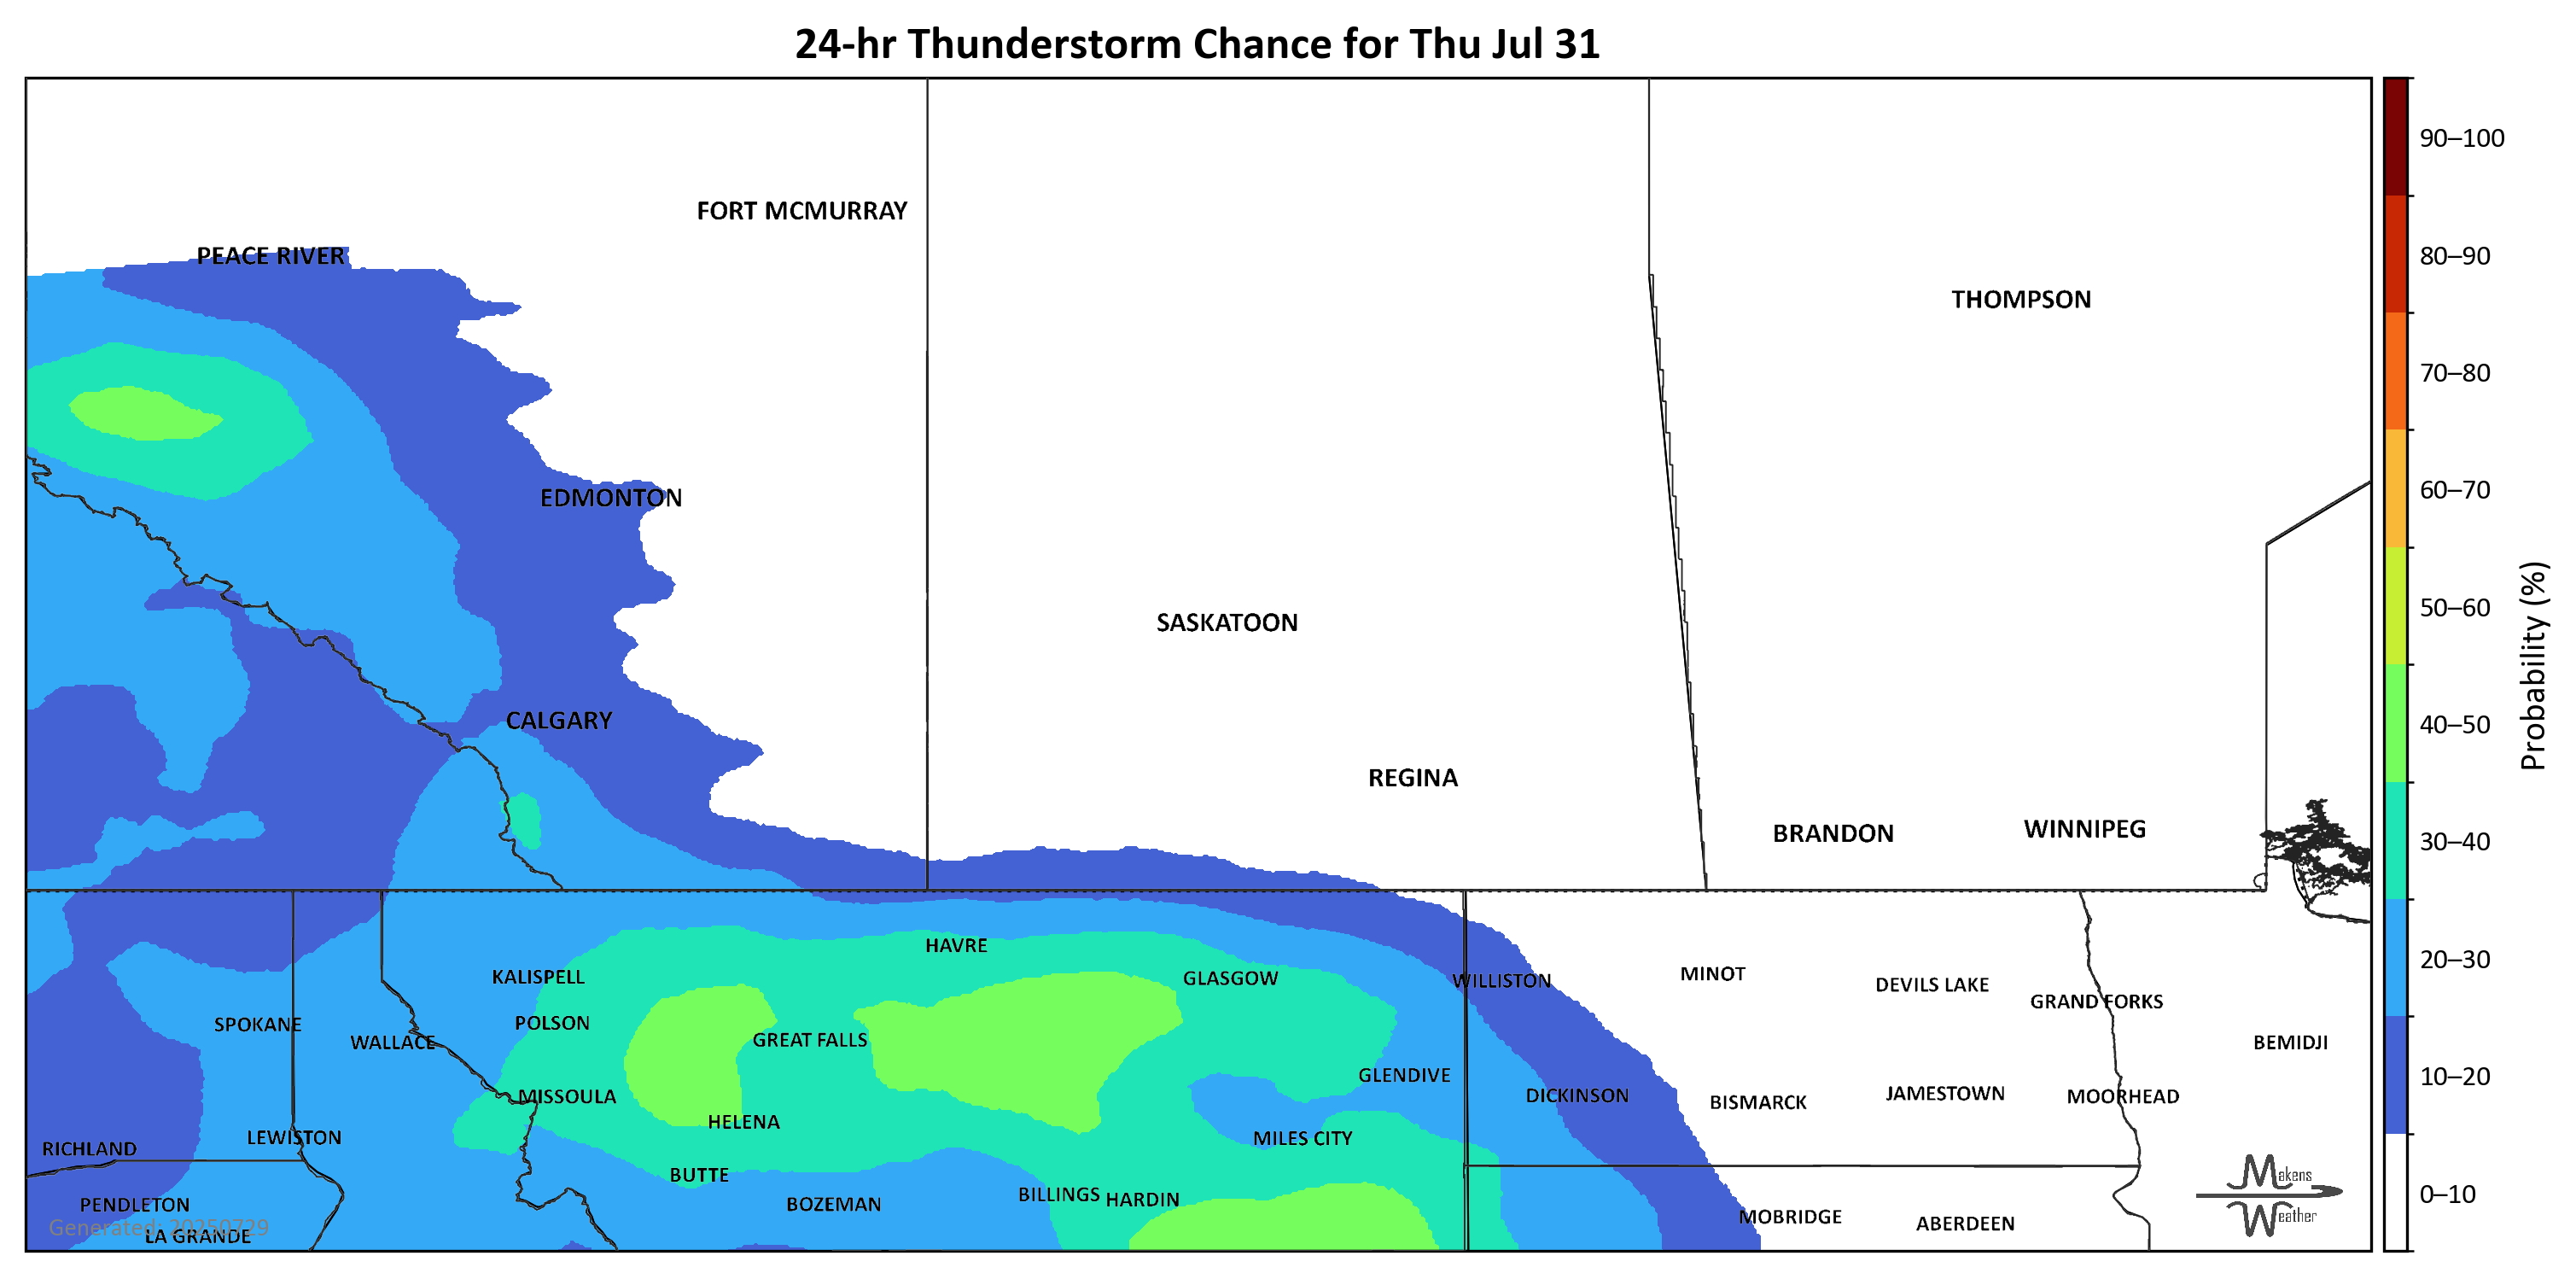 24-hr Thunderstorm Chance for Thu Jul 31
90–100
FORT MCMURRAY
PEACE RIVER
80–90
THOMPSON
70–80
EDMONTON
60–70
SASKATOON
50–60
CALGARY
40–50
Probability (%)
REGINA
BRANDON
WINNIPEG
30–40
HAVRE
20–30
KALISPELL
GLASGOW
WILLISTON
MINOT
DEVILS LAKE
GRAND FORKS
SPOKANE
POLSON
WALLACE
GREAT FALLS
BEMIDJI
10–20
GLENDIVE
MISSOULA
DICKINSON
BISMARCK
JAMESTOWN
MOORHEAD
HELENA
LEWISTON
MILES CITY
RICHLAND
BUTTE
Makens
Weather
0–10
PENDLETON
BOZEMAN
BILLINGS
HARDIN
MOBRIDGE
ABERDEEN
Generated: 20250729
LA GRANDE